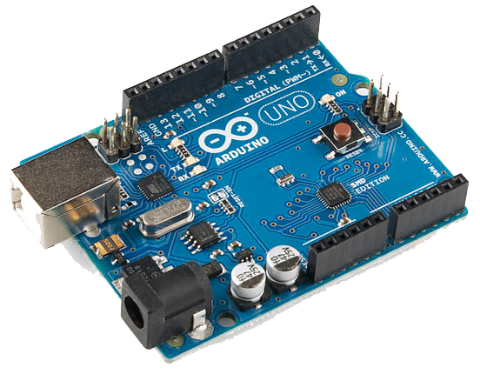 AREF
GND
13
12
~11
~10
~9
8
7
~6
~5
4
~3
2
TX→1
RX←0
DIGITAL (PWM~)
UNO
ARDUINO
ON
TX
RX
RESET
SMD
EDITION
WWW.ARDUINO.CC